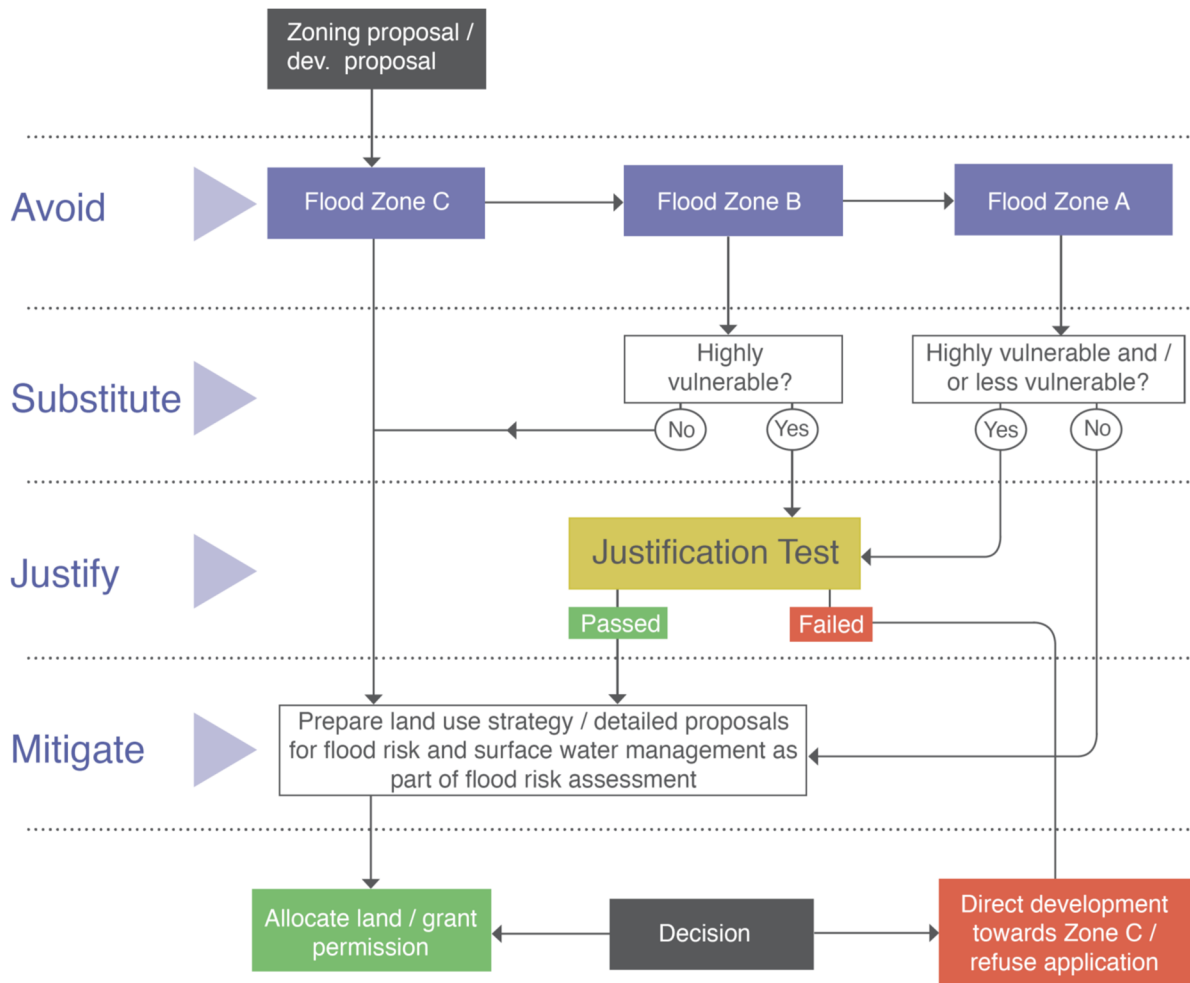 Zoning proposal /
dev. proposal
Avoid
Flood Zone C
Flood Zone B
Flood Zone A
Substitute
Highly
vulnerable?
Highly vulnerable and /
or less vulnerable?
No
Yes
Yes
No
Justify
Justification Test
Passed
Failed
Mitigate
Prepare land use strategy / detailed proposals
for flood risk and surface water management as
part of flood risk assessment
Allocate land / grant
permission
Decision
Direct development
towards Zone C /
refuse application